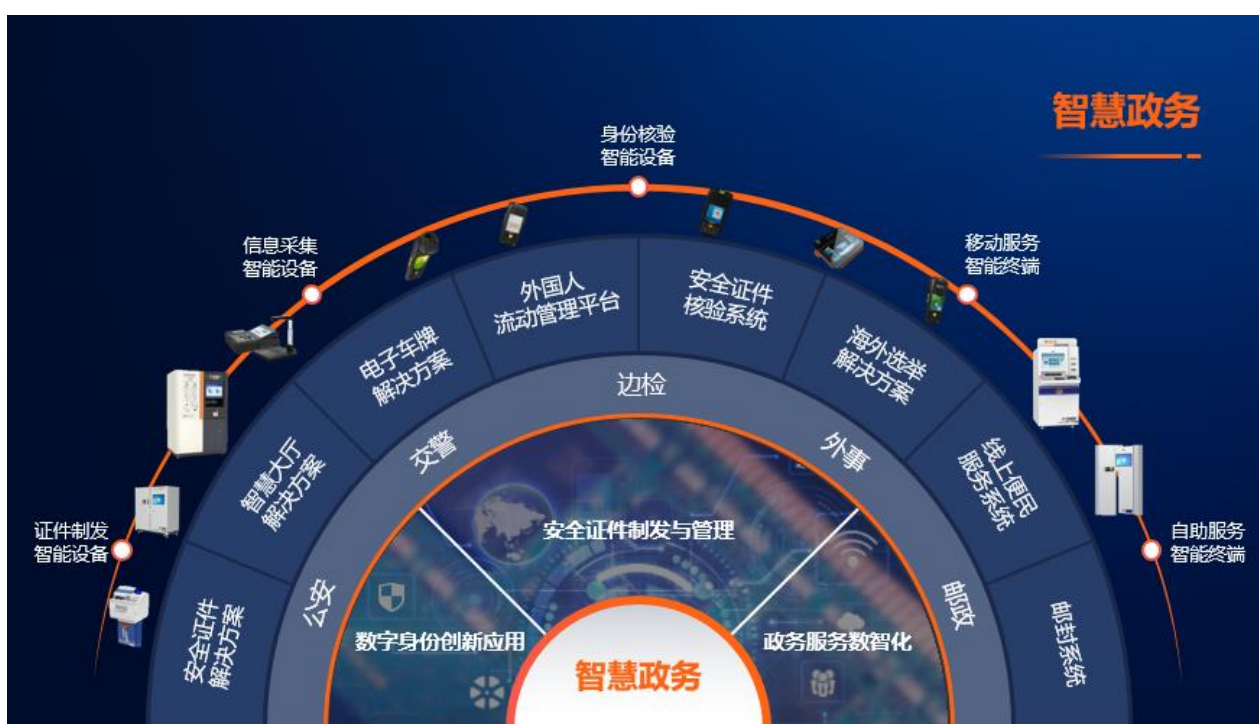 智慧政务
身份核验
智能设备
信息采集
智能设备
移动服务
智能终端
证件制发
智能设备
自助服务
智能终端
安全证件
解决方案
智慧大厅
解决方案
电子车牌
解决方案
外国人
流动管理平台
安全证件
核验系统
海外选举
解决方案
线上便民
服务系统
邮封系统
公安
交警
边检
外事
邮政
数字身份创新应用
安全证件制发与管理
政务服务数智化
智慧政务